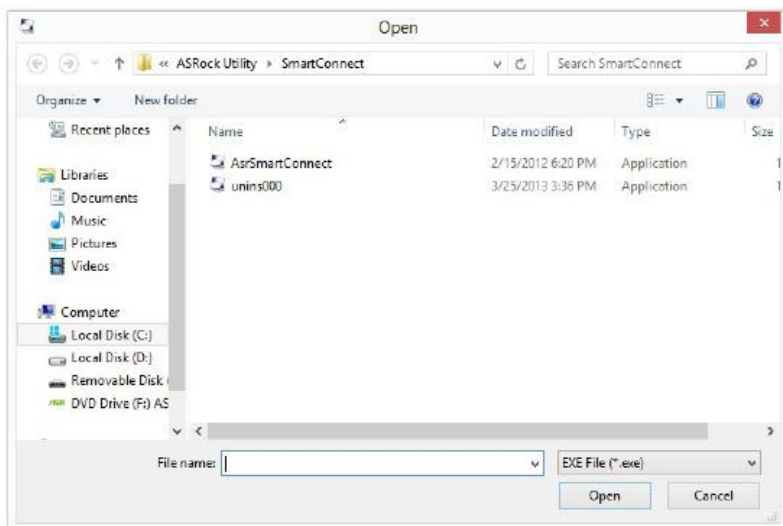 Open
« ASRock Utility › SmartConnect Search SmartConnect
Organize New folder
Recent places Name Date modified Type Size
AsrSmartConnect 2/15/2012 6:20 PM Application 1
Libraries unins000 3/25/2013 3:36 PM Application 1
Documents
Music
Pictures
Videos
Computer
Local Disk (C:)
Local Disk (D:)
Removable Disk (
DVD Drive (F:) AS
File name: EXE File (*.exe)
Open Cancel